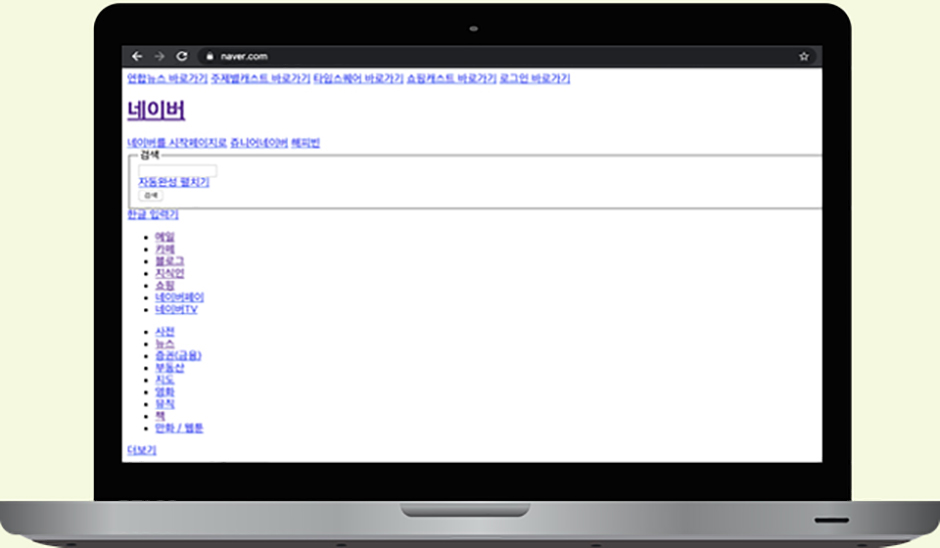 naver.com
연합뉴스 바로가기 주제별캐스트 바로가기 타임스퀘어 바로가기 쇼핑캐스트 바로가기 로그인 바로가기
네이버
네이버를 시작페이지로 쥬니어네이버 해피빈
검색
자동완성 펼치기
검색
한글 입력기
메일
카페
블로그
지식인
쇼핑
네이버페이
네이버TV
사전
뉴스
증권(금융)
부동산
지도
영화
뮤직
책
만화 / 웹툰
더보기